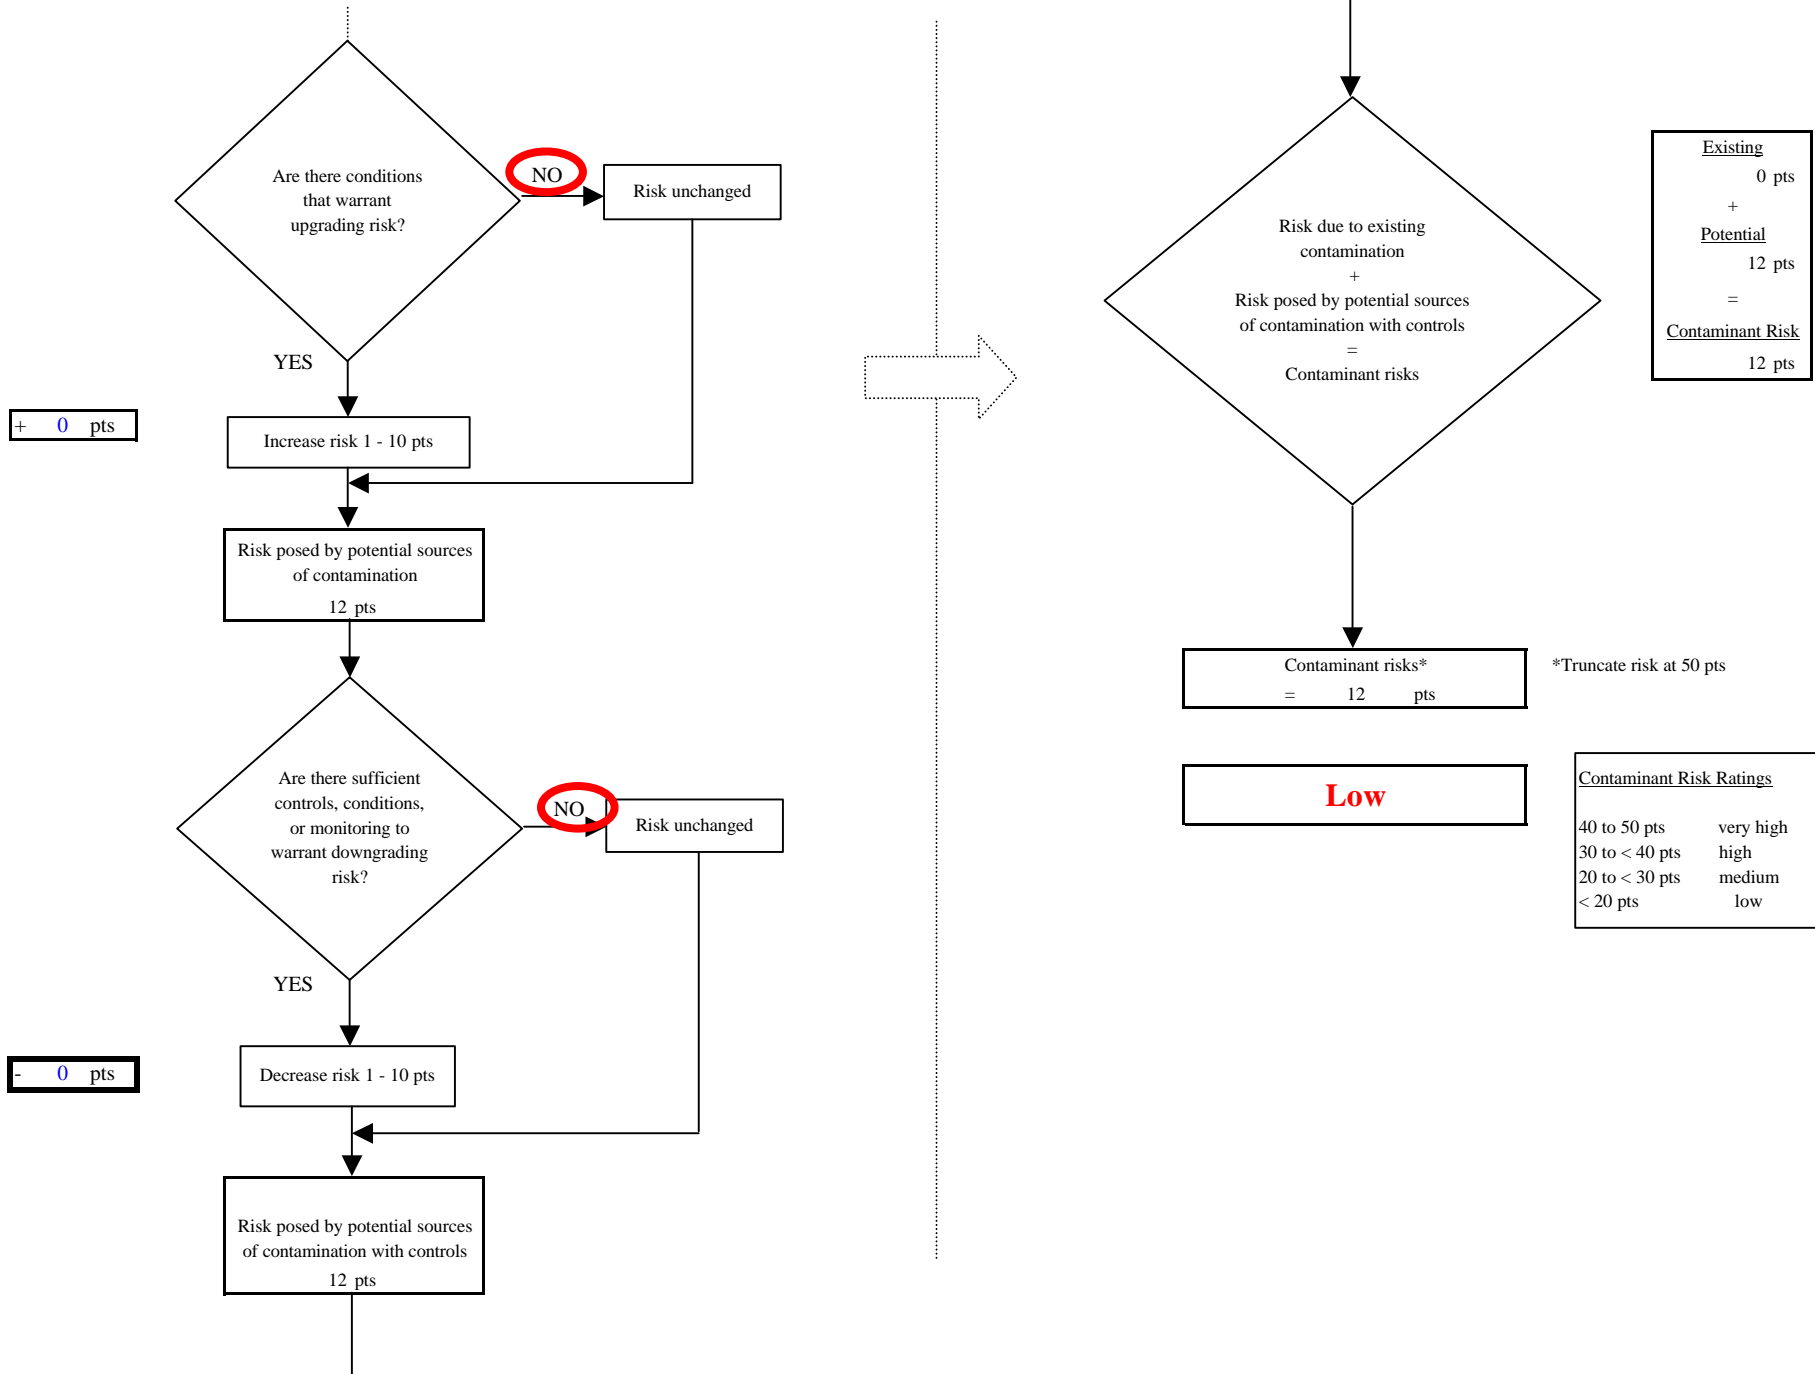 Are there conditions
that warrant
upgrading risk?
NO
Risk unchanged
YES
+ 0 pts
Increase risk 1 - 10 pts
Risk posed by potential sources
of contamination
12 pts
Are there sufficient
controls, conditions,
or monitoring to
warrant downgrading
risk?
NO
Risk unchanged
YES
- 0 pts
Decrease risk 1 - 10 pts
Risk posed by potential sources
of contamination with controls
12 pts
Risk due to existing
contamination
+
Risk posed by potential sources
of contamination with controls
=
Contaminant risks
Existing
0 pts
+
Potential
12 pts
=
Contaminant Risk
12 pts
Contaminant risks*
= 12 pts
*Truncate risk at 50 pts
Low
Contaminant Risk Ratings
40 to 50 pts very high
30 to < 40 pts high
20 to < 30 pts medium
< 20 pts low